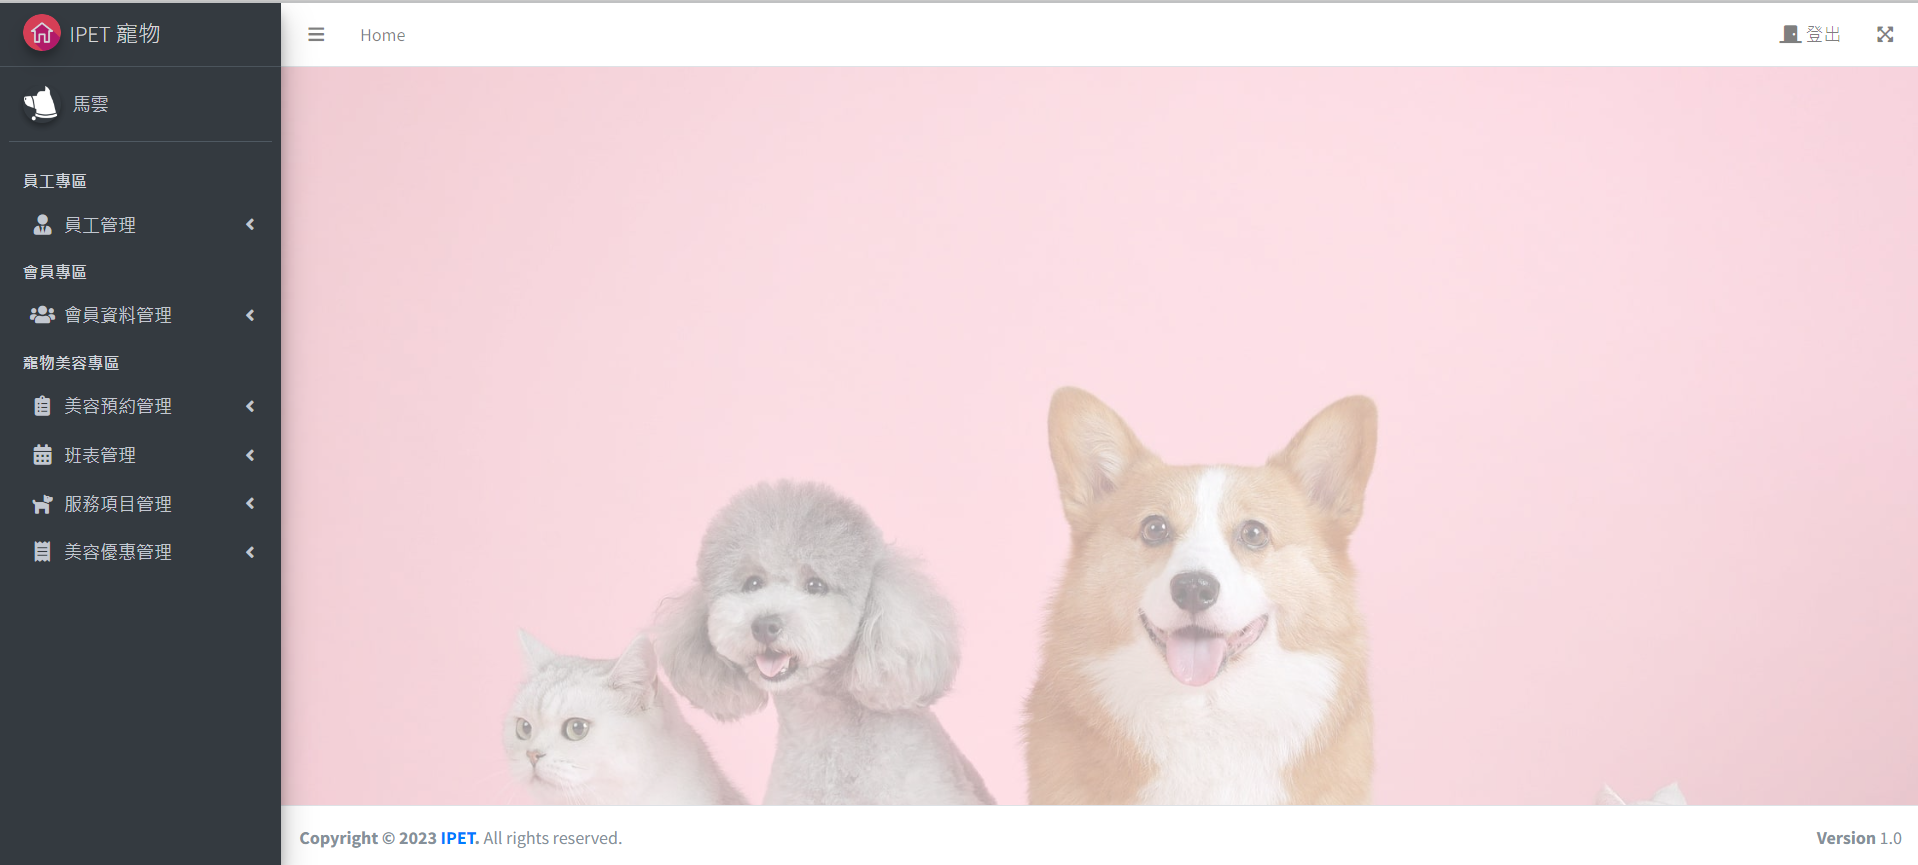 IPET 寵物
Home
登出
馬雲
員工專區
員工管理
會員專區
會員資料管理
寵物美容專區
美容預約管理
班表管理
服務項目管理
美容優惠管理
Copyright © 2023 IPET. All rights reserved.
Version 1.0